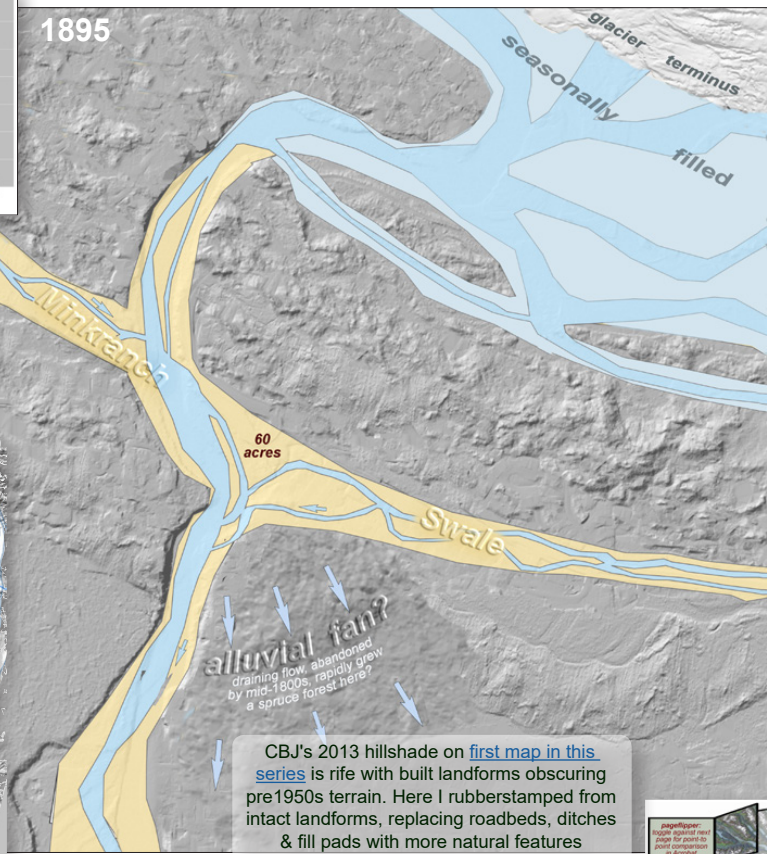 1895
glacier
terminus
seasonally
filled
Minkranch
60
acres
Swale
alluvial fan?
draining flow, abandoned
by mid-1800s, rapidly grew
a spruce forest here?
CBJ's 2013 hillshade on first map in this
series is rife with built landforms obscuring
pre1950s terrain. Here I rubberstamped from
intact landforms, replacing roadbeds, ditches
& fill pads with more natural features
pageflipper:
toggle against next
page for point-to
point comparison
in Acrobat